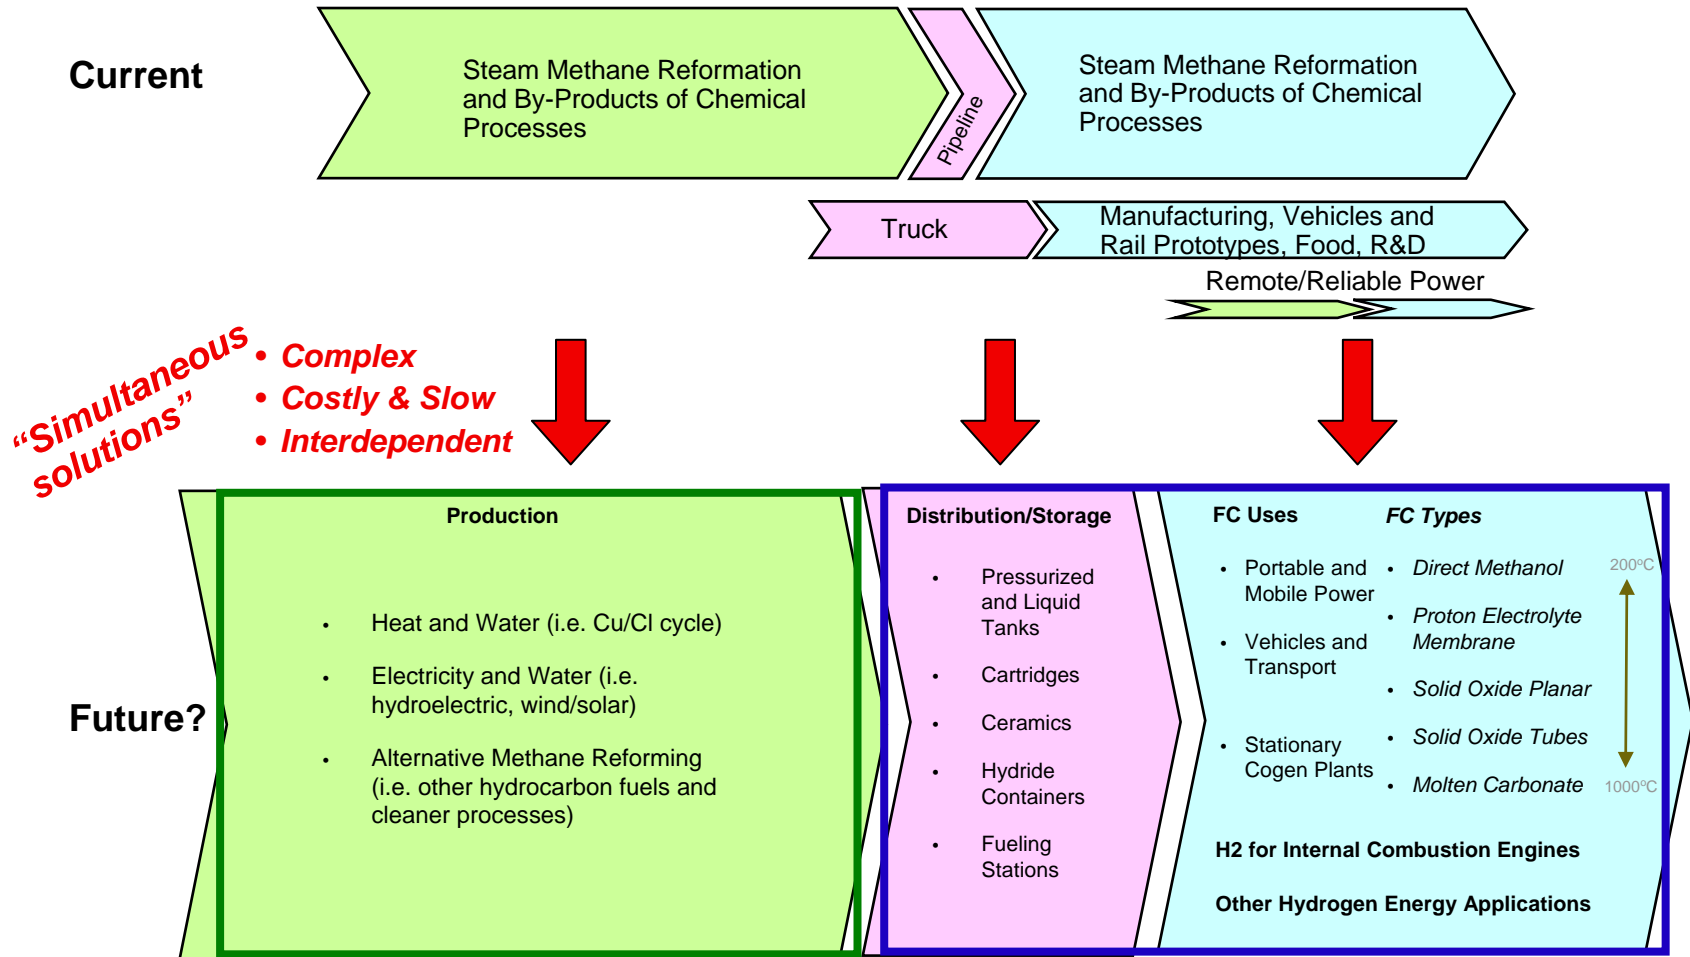 Current
Steam Methane Reformation
and By-Products of Chemical
Processes
Pipeline
Steam Methane Reformation
and By-Products of Chemical
Processes
Truck
Manufacturing, Vehicles and
Rail Prototypes, Food, R&D
Remote/Reliable Power
“Simultaneous
solutions”
• Complex
• Costly & Slow
• Interdependent
Future?
Production
• Heat and Water (i.e. Cu/Cl cycle)
• Electricity and Water (i.e.
hydroelectric, wind/solar)
• Alternative Methane Reforming
(i.e. other hydrocarbon fuels and
cleaner processes)
Distribution/Storage
• Pressurized
and Liquid
Tanks
• Cartridges
• Ceramics
• Hydride
Containers
• Fueling
Stations
FC Uses
• Portable and
Mobile Power
• Vehicles and
Transport
• Stationary
Cogen Plants
FC Types
• Direct Methanol
• Proton Electrolyte
Membrane
• Solid Oxide Planar
• Solid Oxide Tubes
• Molten Carbonate
200ºC
1000ºC
H2 for Internal Combustion Engines
Other Hydrogen Energy Applications